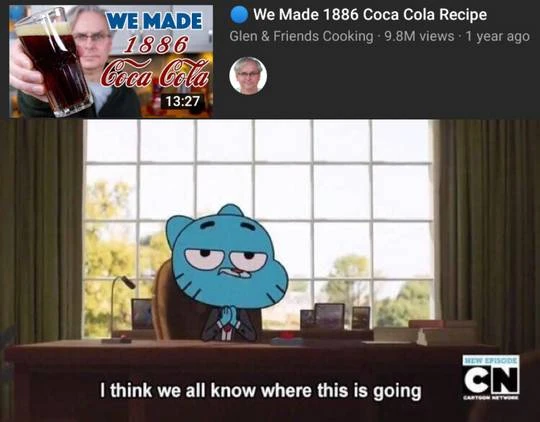 WE MADE
1886
Coca Cola
13:27
We Made 1886 Coca Cola Recipe
Glen & Friends Cooking · 9.8M views · 1 year ago
I think we all know where this is going
NEW EPISODE
CN
CARTOON NETWORK